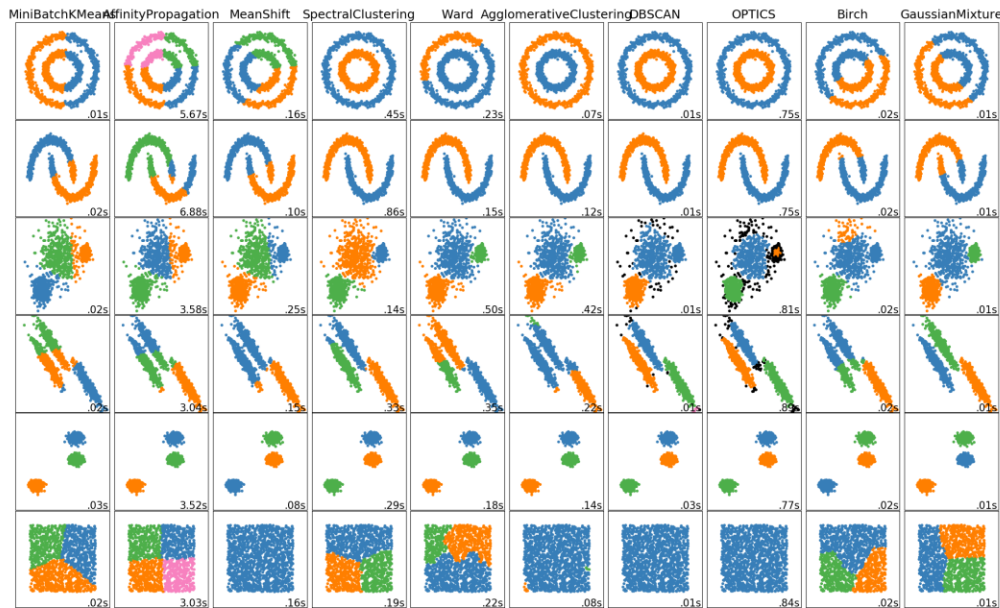 MiniBatchKMeans AffinityPropagation MeanShift SpectralClustering Ward AgglomerativeClustering DBSCAN OPTICS Birch GaussianMixture
.01s 5.67s .16s .45s .23s .07s .01s .75s .02s .01s
.02s 6.88s .10s .86s .15s .12s .01s .75s .02s .01s
.02s 3.58s .25s .14s .50s .42s .01s .81s .02s .01s
.02s 3.04s .15s .33s .35s .22s .01s .89s .02s .01s
.03s 3.52s .08s .29s .18s .14s .03s .77s .02s .01s
.02s 3.03s .16s .19s .22s .08s .01s .84s .02s .01s